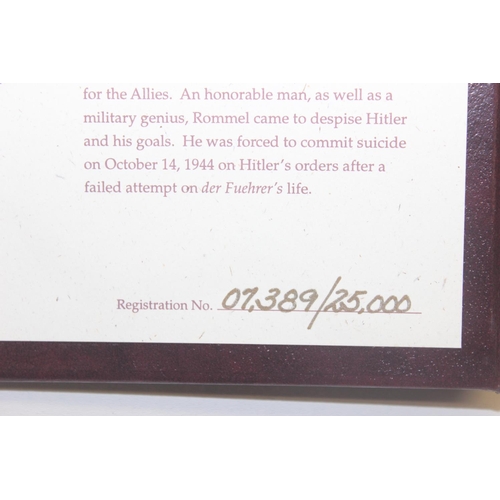 for the Allies. An honorable man, as well as a
military genius, Rommel came to despise Hitler
and his goals. He was forced to commit suicide
on October 14, 1944 on Hitler's orders after a
failed attempt on der Fuehrer's life.
Registration No. 07,389/25,000